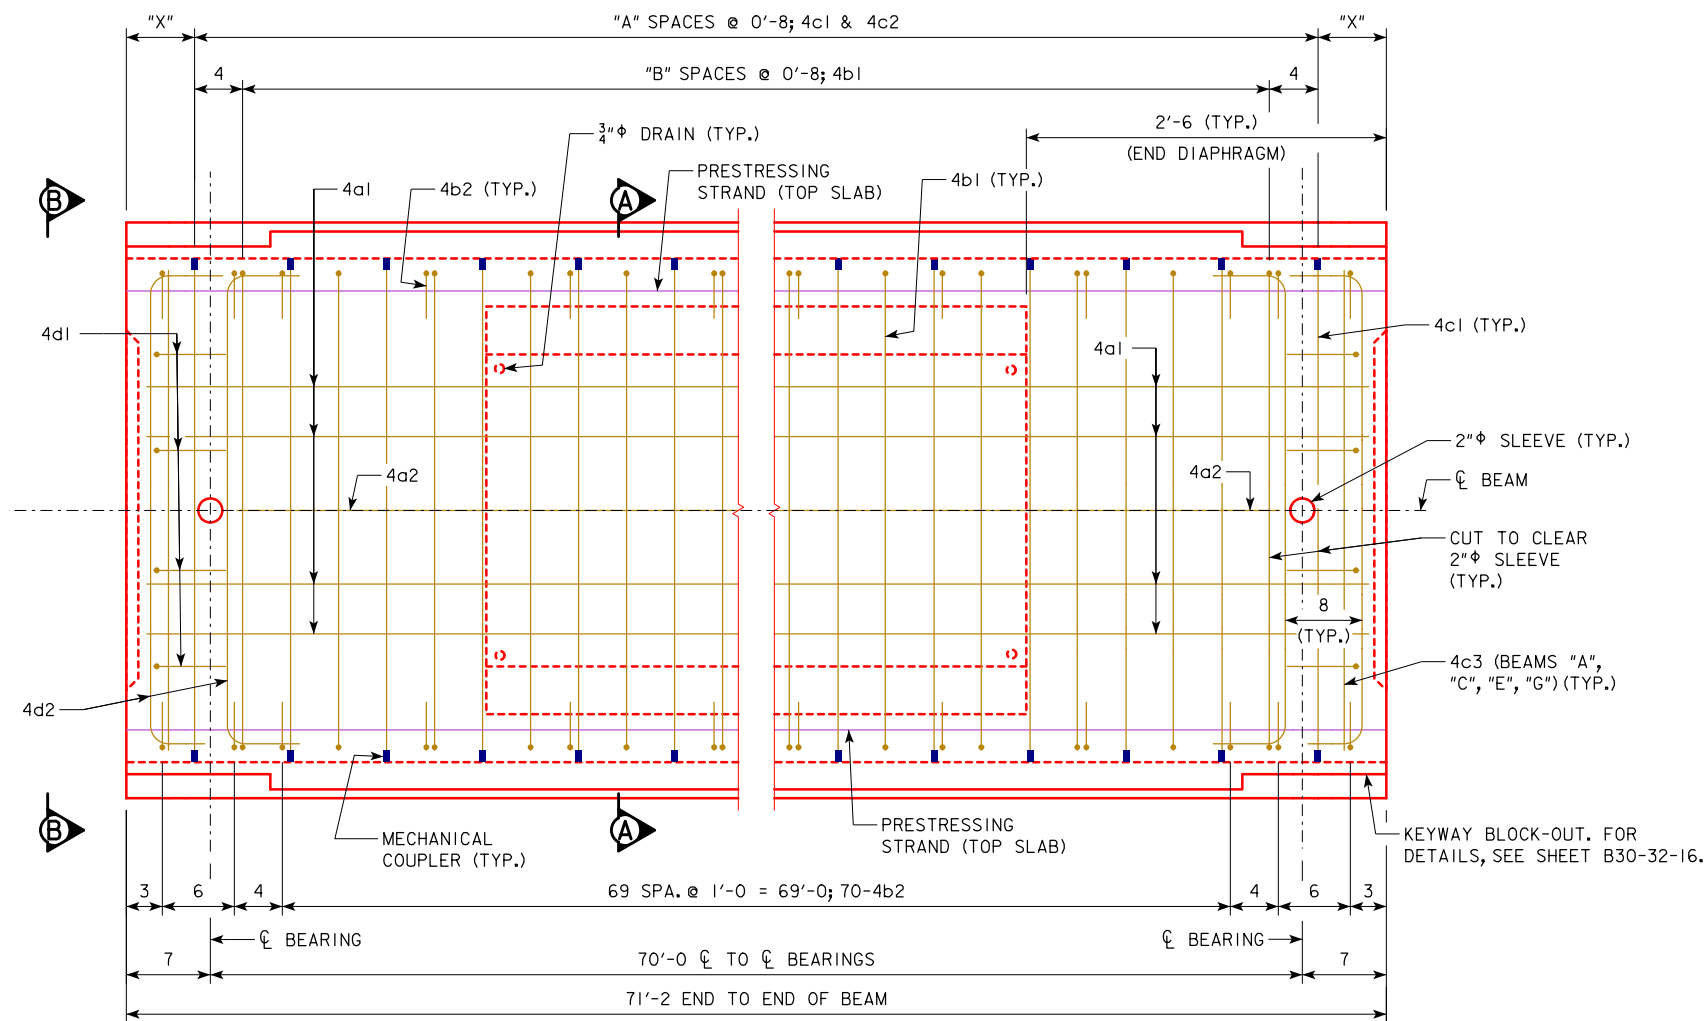 "X"
"A" SPACES @ 0'-8; 4c1 & 4c2
"X"
4
"B" SPACES @ 0'-8; 4b1
4
2'-6 (TYP.)
(END DIAPHRAGM)
3/4"ϕ DRAIN (TYP.)
PRESTRESSING
STRAND (TOP SLAB)
4a1
4b2 (TYP.)
4b1 (TYP.)
B
A
4d1
4c1 (TYP.)
4a1
4a2
4a2
2"ϕ SLEEVE (TYP.)
℄ BEAM
CUT TO CLEAR
2"ϕ SLEEVE
(TYP.)
8
(TYP.)
4c3 (BEAMS "A",
"C", "E", "G") (TYP.)
4d2
B
A
MECHANICAL
COUPLER (TYP.)
PRESTRESSING
STRAND (TOP SLAB)
KEYWAY BLOCK-OUT. FOR
DETAILS, SEE SHEET B30-32-16.
3
6
4
69 SPA. @ 1'-0 = 69'-0; 70-4b2
4
6
3
℄ BEARING
℄ BEARING
7
70'-0 ℄ TO ℄ BEARINGS
7
71'-2 END TO END OF BEAM